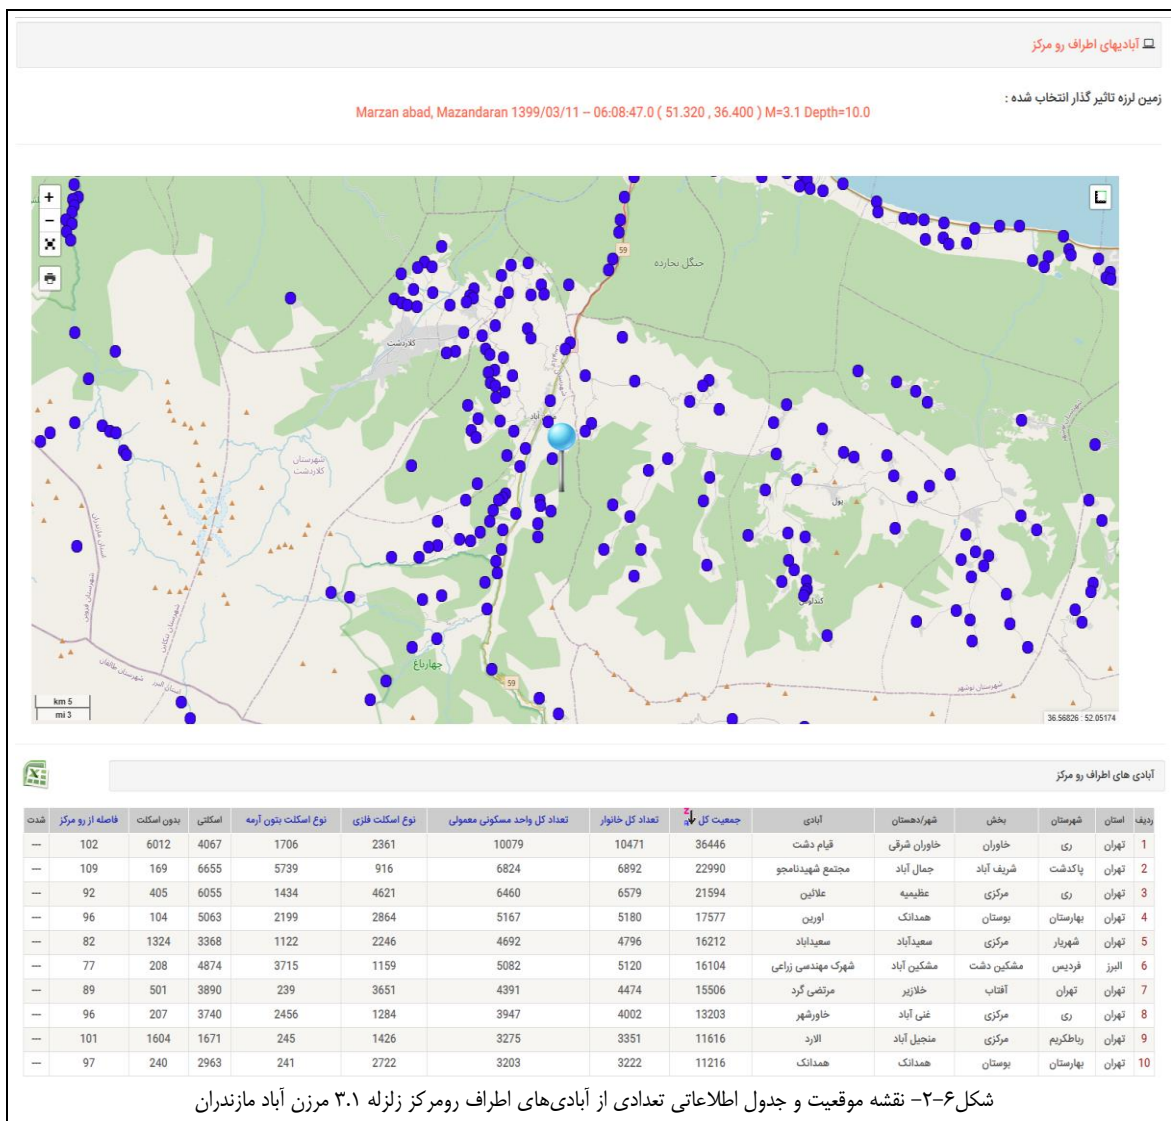 آبادیهای اطراف رو مرکز
زمین لرزه تاثیر گذار انتخاب شده :
Marzan abad, Mazandaran 1399/03/11 – 06:08:47.0 ( 51.320 , 36.400 ) M=3.1 Depth=10.0
+
−
59
جنگل نجارده
کلاردشت
شهرستان کلاردشت
پول
کندلوس
استان مازندران
شهرستان تنکابن
شهرستان طالقان
استان البرز
شهرستان نوشهر
چهارباغ
59
km 5
mi 3
36.56826 : 52.05174
آبادی های اطراف رو مرکز
ردیف استان شهرستان بخش شهر/دهستان آبادی جمعیت کل تعداد کل خانوار تعداد کل واحد مسکونی معمولی نوع اسکلت فلزی نوع اسکلت بتون آرمه اسکلتی بدون اسکلت فاصله از رو مرکز شدت
1 تهران ری خاوران خاوران شرقی قیام دشت 36446 10471 10079 2361 1706 4067 6012 102 ---
2 تهران پاکدشت شریف آباد جمال آباد مجتمع شهیدنامجو 22990 6892 6824 916 5739 6655 169 109 ---
3 تهران ری مرکزی عظیمیه علائین 21594 6579 6460 4621 1434 6055 405 92 ---
4 تهران بهارستان بوستان همدانک اورین 17577 5180 5167 2864 2199 5063 104 96 ---
5 تهران شهریار مرکزی سعیدآباد سعیداباد 16212 4796 4692 2246 1122 3368 1324 82 ---
6 البرز فردیس مشکین دشت مشکین آباد شهرک مهندسی زراعی 16104 5120 5082 1159 3715 4874 208 77 ---
7 تهران تهران آفتاب خلازیر مرتضی گرد 15506 4474 4391 3651 239 3890 501 89 ---
8 تهران ری مرکزی غنی آباد خاورشهر 13203 4002 3947 1284 2456 3740 207 96 ---
9 تهران رباطکریم مرکزی منجیل آباد الارد 11616 3351 3275 1426 245 1671 1604 101 ---
10 تهران بهارستان بوستان همدانک همدانک 11216 3222 3203 2722 241 2963 240 97 ---
شکل۶-۲- نقشه موقعیت و جدول اطلاعاتی تعدادی از آبادی‌های اطراف رومرکز زلزله ۳.۱ مرزن آباد مازندران